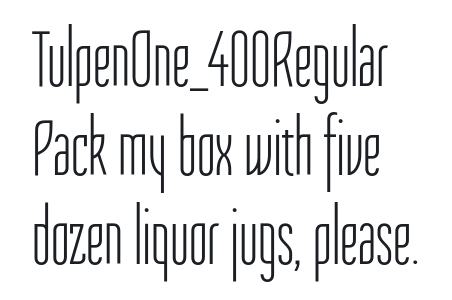 TulpenOne_400Regular
Pack my box with five
dozen liquor jugs, please.